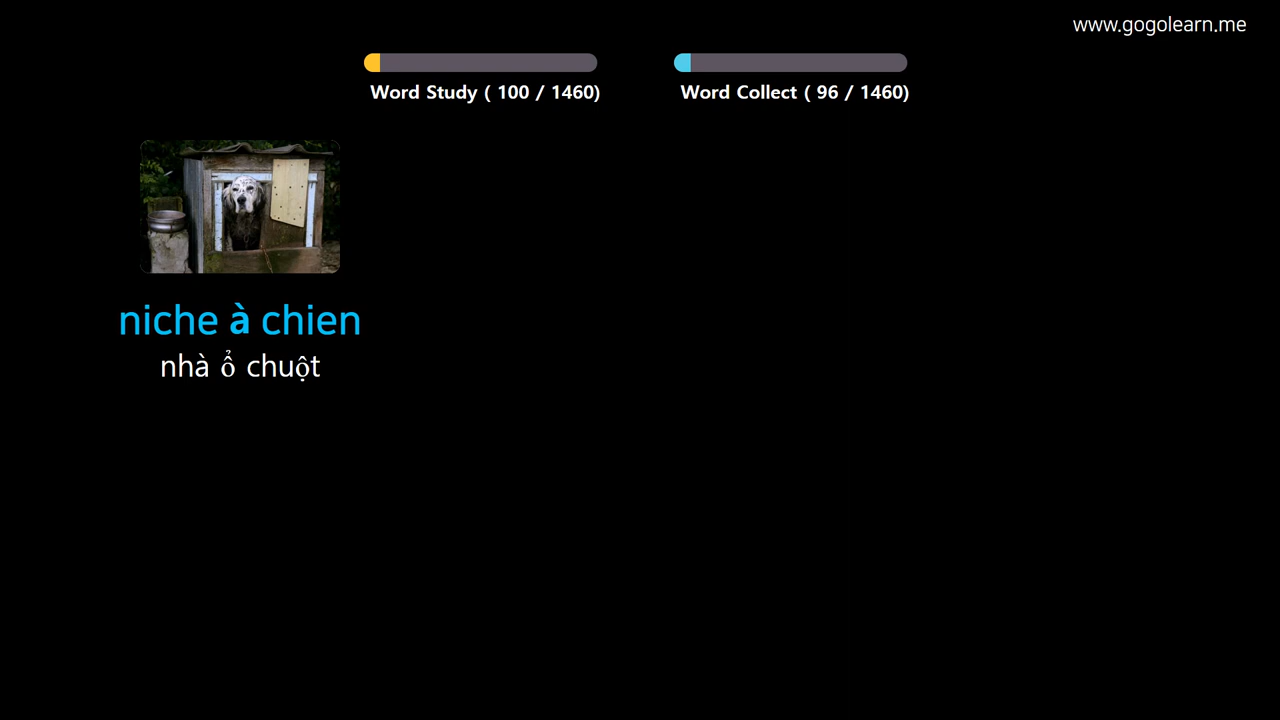 www.gogolearn.me
Word Study ( 100 / 1460)
Word Collect ( 96 / 1460)
niche à chien
nhà ổ chuột